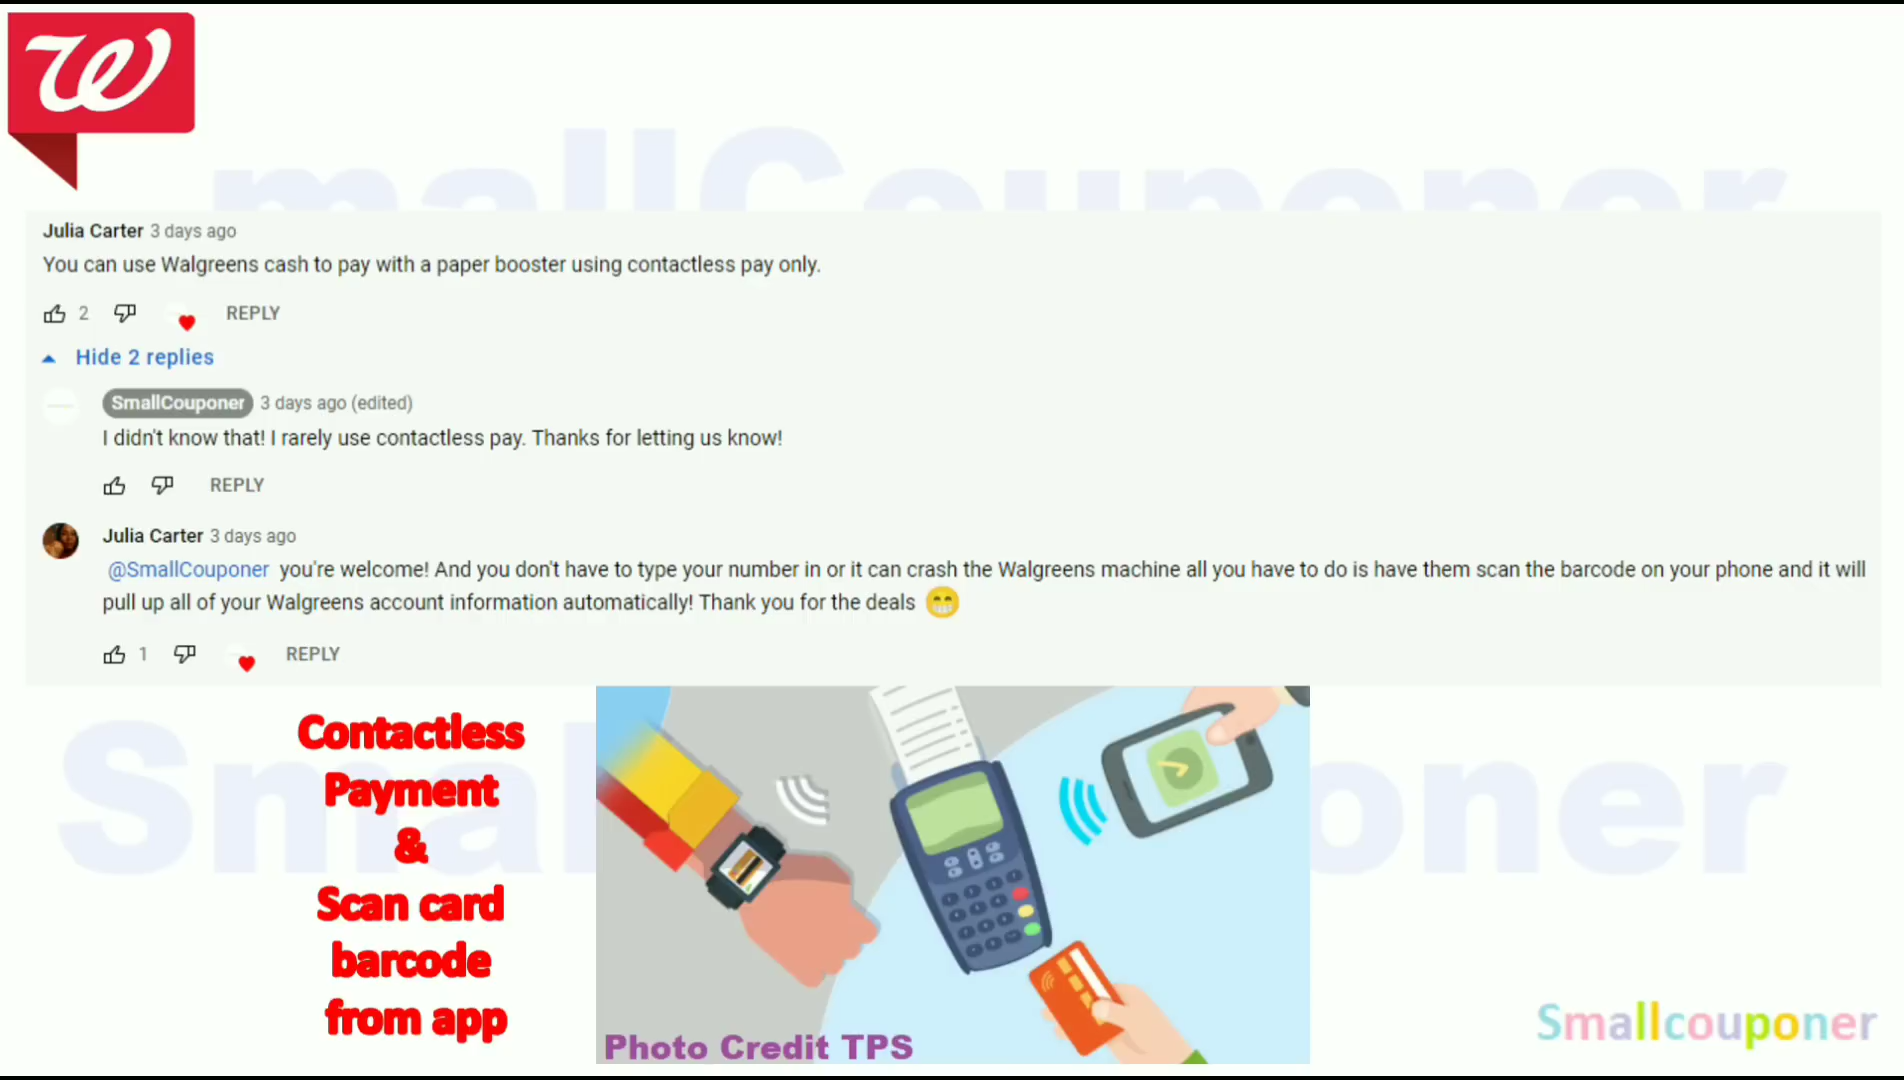 W
mallCouponer
Julia Carter 3 days ago
You can use Walgreens cash to pay with a paper booster using contactless pay only.
2 REPLY
Hide 2 replies
SmallCouponer 3 days ago (edited)
I didn't know that! I rarely use contactless pay. Thanks for letting us know!
REPLY
Julia Carter 3 days ago
@SmallCouponer you're welcome! And you don't have to type your number in or it can crash the Walgreens machine all you have to do is have them scan the barcode on your phone and it will
pull up all of your Walgreens account information automatically! Thank you for the deals 😁
1 REPLY
Contactless
Payment
&
Scan card
barcode
from app
Photo Credit TPS
Smallcouponer